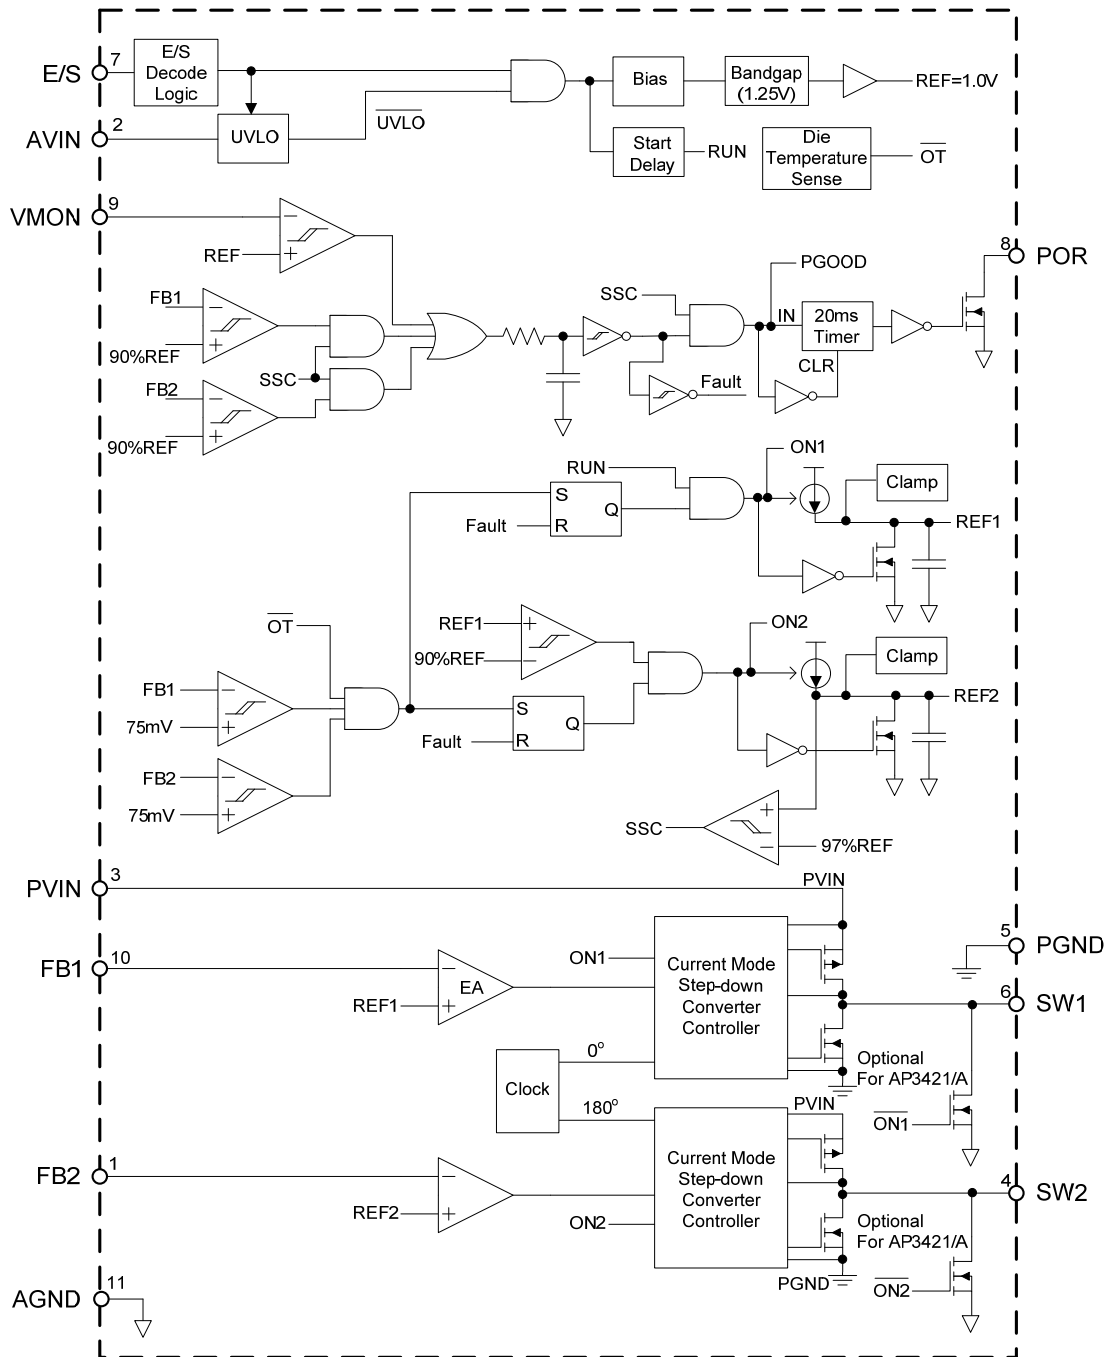 E/S
7
E/S
Decode
Logic
Bias
Bandgap
(1.25V)
REF=1.0V
AVIN
2
UVLO
UVLO
Start
Delay
RUN
Die
Temperature
Sense
OT
VMON
9
−
REF
+
8
POR
PGOOD
FB1
−
90%REF
+
SSC
IN
20ms
Timer
CLR
SSC
FB2
−
90%REF
+
Fault
RUN
ON1
Clamp
S
Q
Fault
R
REF1
OT
REF1
+
90%REF
−
ON2
Clamp
FB1
−
75mV
+
S
Q
Fault
R
REF2
FB2
−
75mV
+
SSC
+
−
97%REF
PVIN
3
PVIN
FB1
10
−
EA
REF1
+
ON1
Current Mode
Step-down
Converter
Controller
5
PGND
6
SW1
Clock
0°
180°
Optional
For AP3421/A
ON1
PVIN
FB2
1
−
REF2
+
ON2
Current Mode
Step-down
Converter
Controller
4
SW2
Optional
For AP3421/A
PGND
ON2
AGND
11